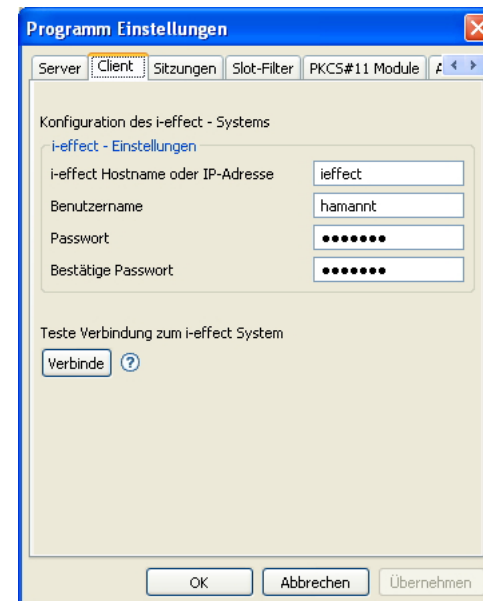 Programm Einstellungen
Server Client Sitzungen Slot-Filter PKCS#11 Module
Konfiguration des i-effect - Systems
i-effect - Einstellungen
i-effect Hostname oder IP-Adresse ieffect
Benutzername hamannt
Passwort ●●●●●●●
Bestätige Passwort ●●●●●●●
Teste Verbindung zum i-effect System
Verbinde ?
OK Abbrechen Übernehmen